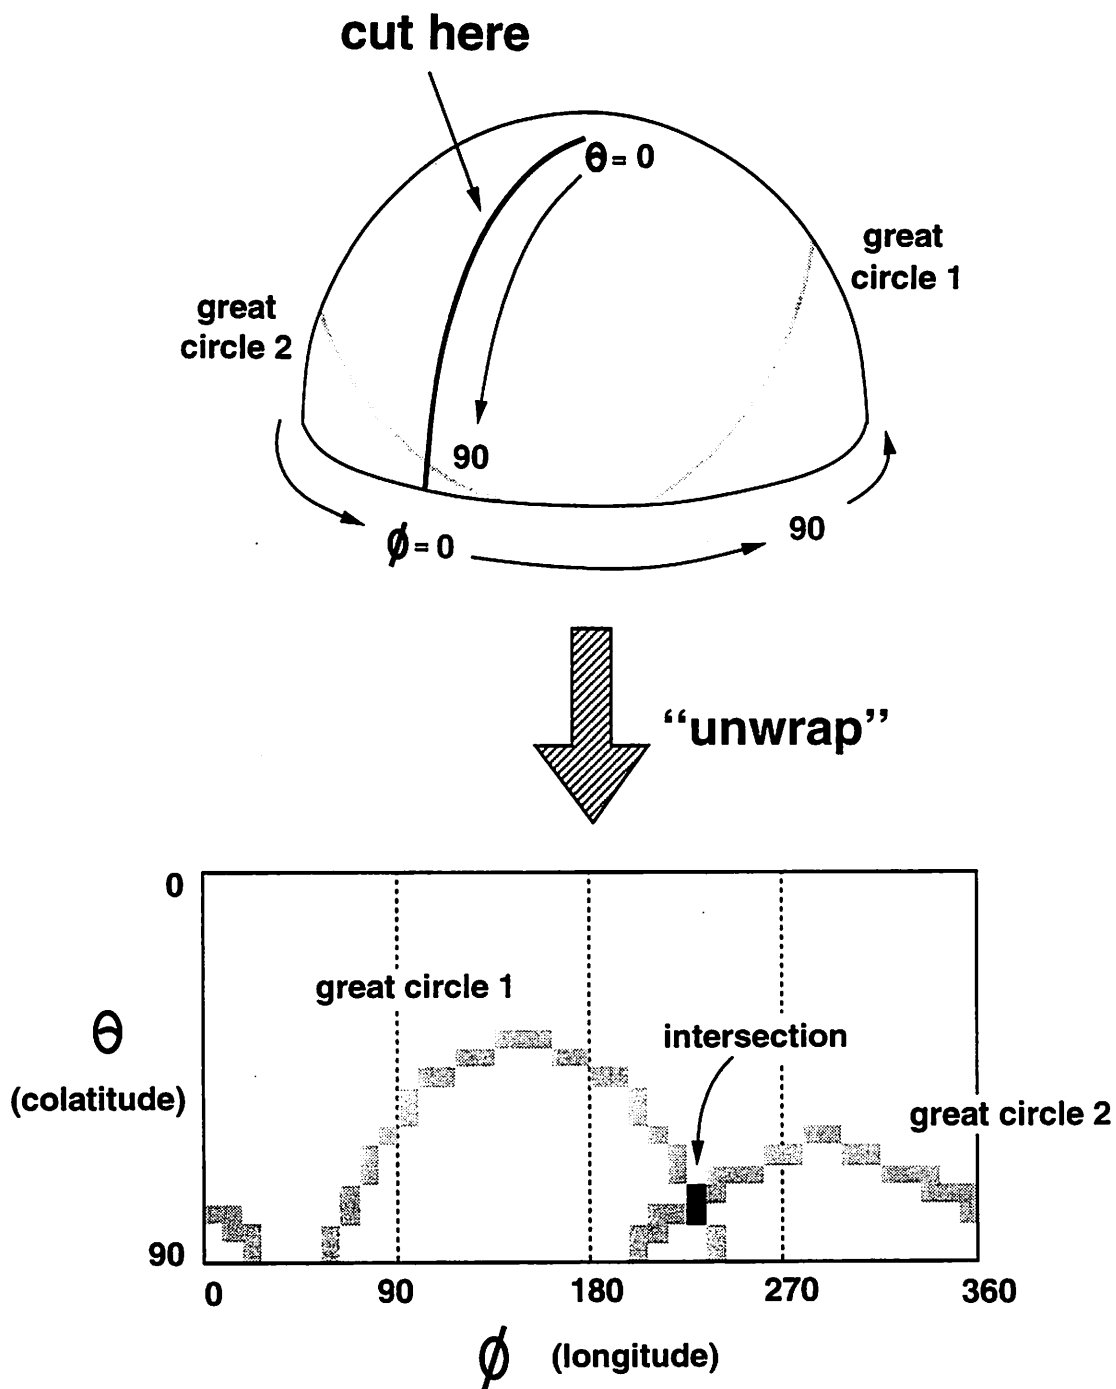 cut here
θ = 0
great
circle 1
great
circle 2
90
ϕ = 0
90
“unwrap”
0
great circle 1
θ
intersection
(colatitude)
great circle 2
90
0
90
180
270
360
ϕ (longitude)